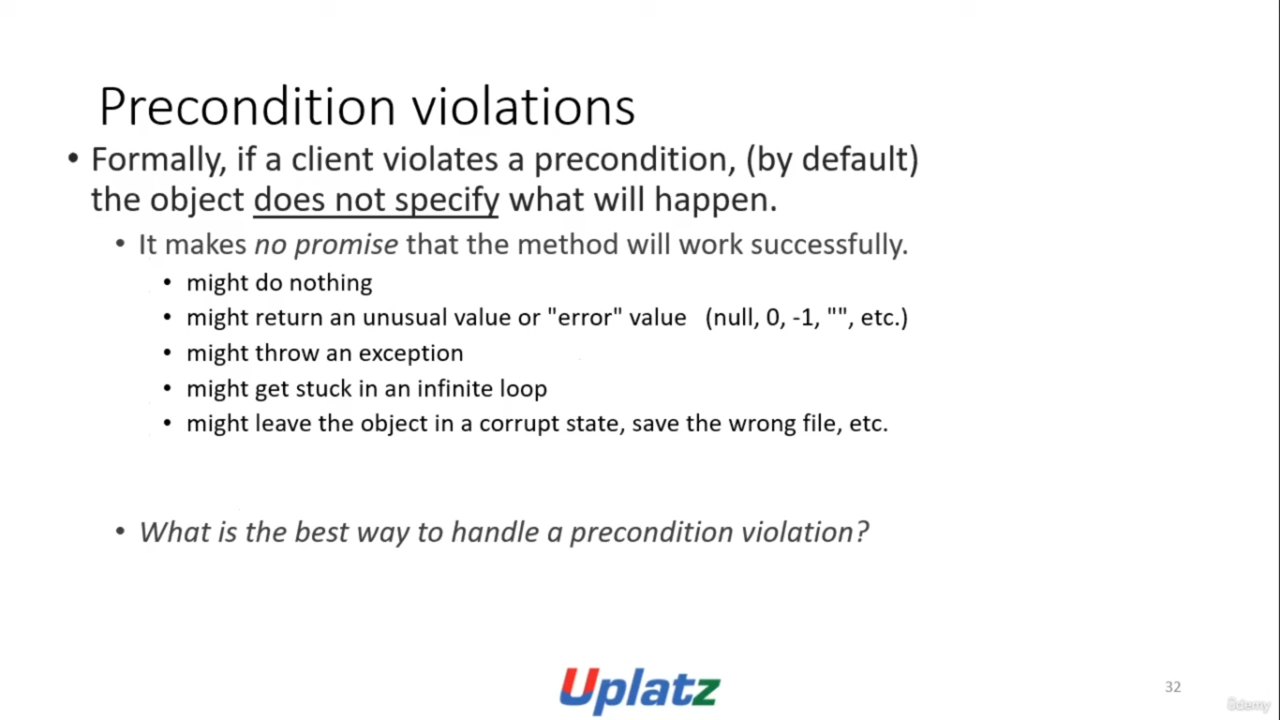 Precondition violations
• Formally, if a client violates a precondition, (by default)
the object does not specify what will happen.
• It makes no promise that the method will work successfully.
• might do nothing
• might return an unusual value or "error" value (null, 0, -1, "", etc.)
• might throw an exception
• might get stuck in an infinite loop
• might leave the object in a corrupt state, save the wrong file, etc.
• What is the best way to handle a precondition violation?
Uplatz
32
ûdemy